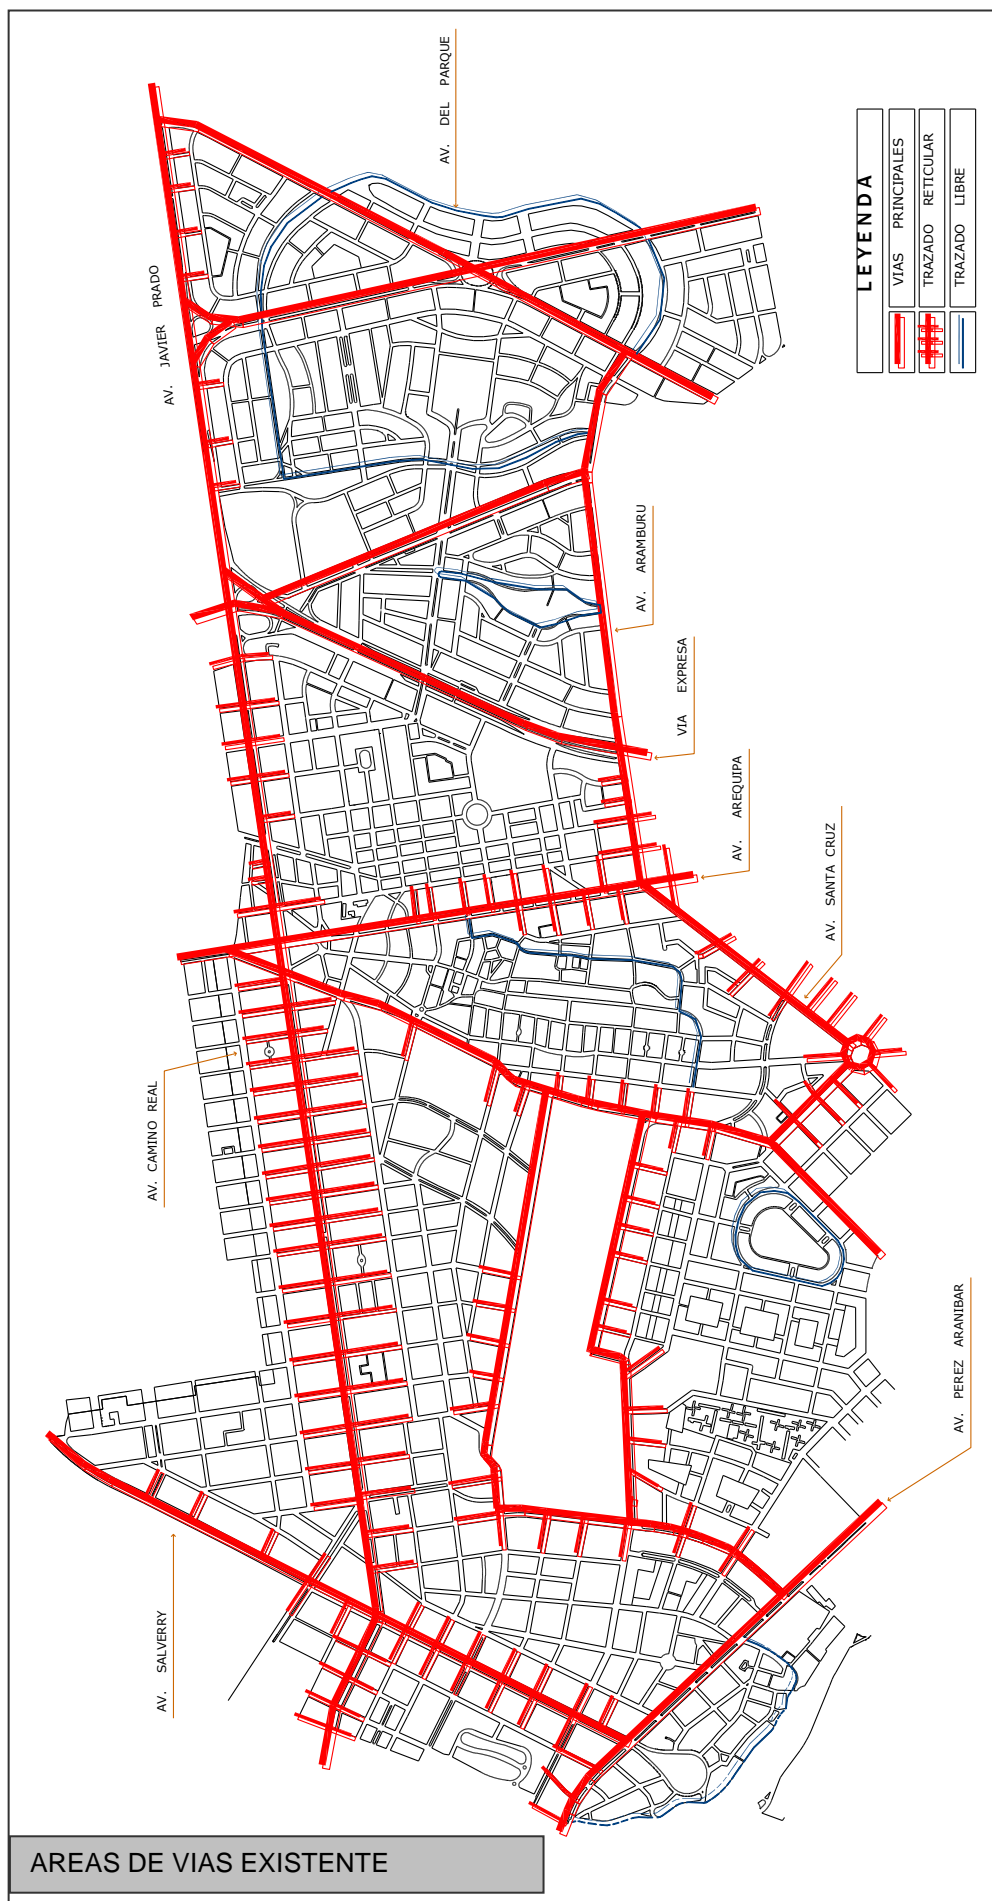 AV. DEL PARQUE
AV. JAVIER PRADO
LEYENDA
VIAS PRINCIPALES
TRAZADO RETICULAR
TRAZADO LIBRE
AV. ARAMBURU
VIA EXPRESA
AV. AREQUIPA
AV. SANTA CRUZ
AV. CAMINO REAL
AV. PEREZ ARANIBAR
AV. SALVERRY
AREAS DE VIAS EXISTENTE